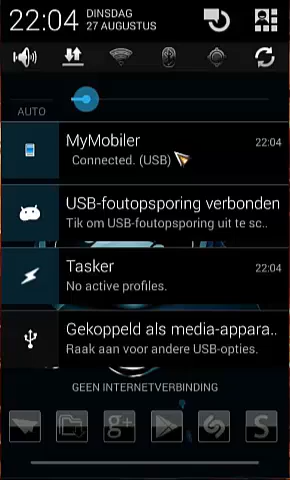 22:04 DINSDAG
27 AUGUSTUS
AUTO
MyMobiler 22:04
Connected. (USB)
USB-foutopsporing verbonden
Tik om USB-foutopsporing uit te sc..
Tasker 22:04
No active profiles.
Gekoppeld als media-appara..
Raak aan voor andere USB-opties.
GEEN INTERNETVERBINDING
g+
S